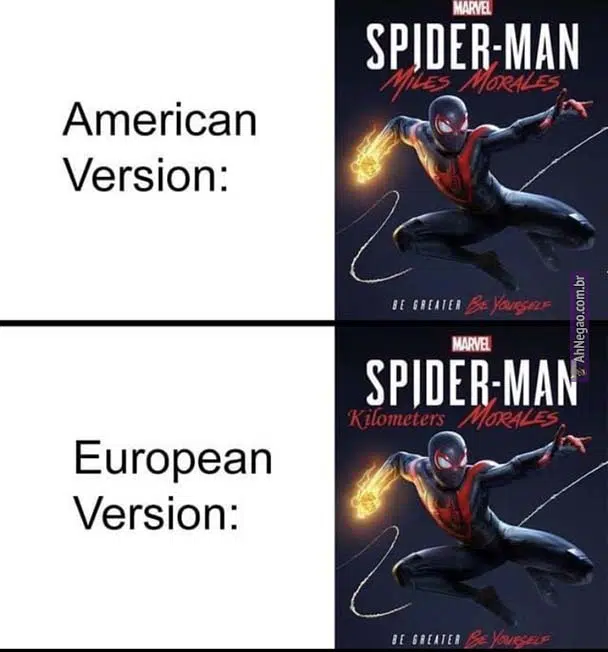 American
Version:
MARVEL
SPIDER-MAN
MILES MORALES
BE GREATER BE YOURSELF
AhNegao.com.br
European
Version:
MARVEL
SPIDER-MAN
Kilometers MORALES
BE GREATER BE YOURSELF